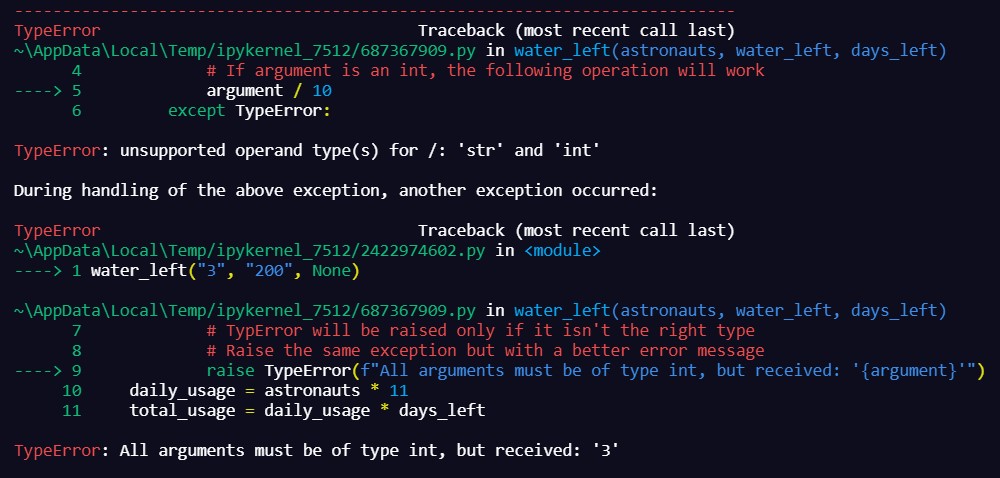 ---------------------------------------------------------------------------
TypeError                                 Traceback (most recent call last)
~\AppData\Local\Temp/ipykernel_7512/687367909.py in water_left(astronauts, water_left, days_left)
      4             # If argument is an int, the following operation will work
----> 5             argument / 10
      6         except TypeError:
TypeError: unsupported operand type(s) for /: 'str' and 'int'
During handling of the above exception, another exception occurred:
TypeError                                 Traceback (most recent call last)
~\AppData\Local\Temp/ipykernel_7512/2422974602.py in <module>
----> 1 water_left("3", "200", None)
~\AppData\Local\Temp/ipykernel_7512/687367909.py in water_left(astronauts, water_left, days_left)
      7             # TypError will be raised only if it isn't the right type
      8             # Raise the same exception but with a better error message
----> 9             raise TypeError(f"All arguments must be of type int, but received: '{argument}'")
     10     daily_usage = astronauts * 11
     11     total_usage = daily_usage * days_left
TypeError: All arguments must be of type int, but received: '3'